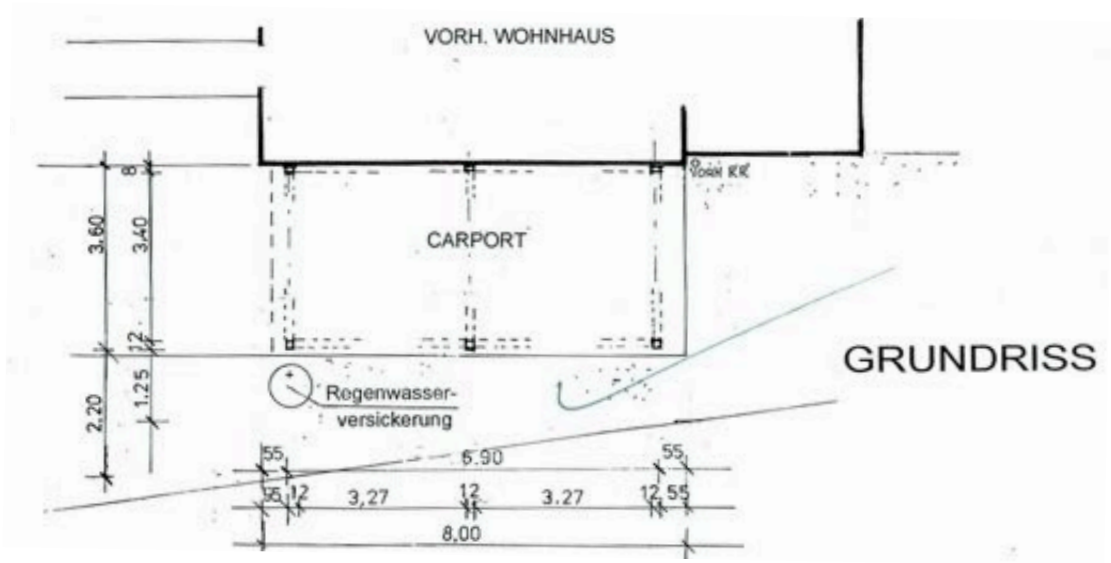 VORH. WOHNHAUS
VORH RR
8
3.60
3.40
CARPORT
12
GRUNDRISS
2.20
1.25
Regenwasser-
versickerung
55
6.90
55
12
3,27
12
3.27
12
55
8,00